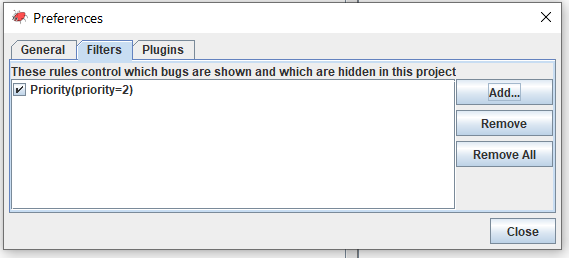 Preferences
General Filters Plugins
These rules control which bugs are shown and which are hidden in this project
Priority(priority=2)
Add...
Remove
Remove All
Close